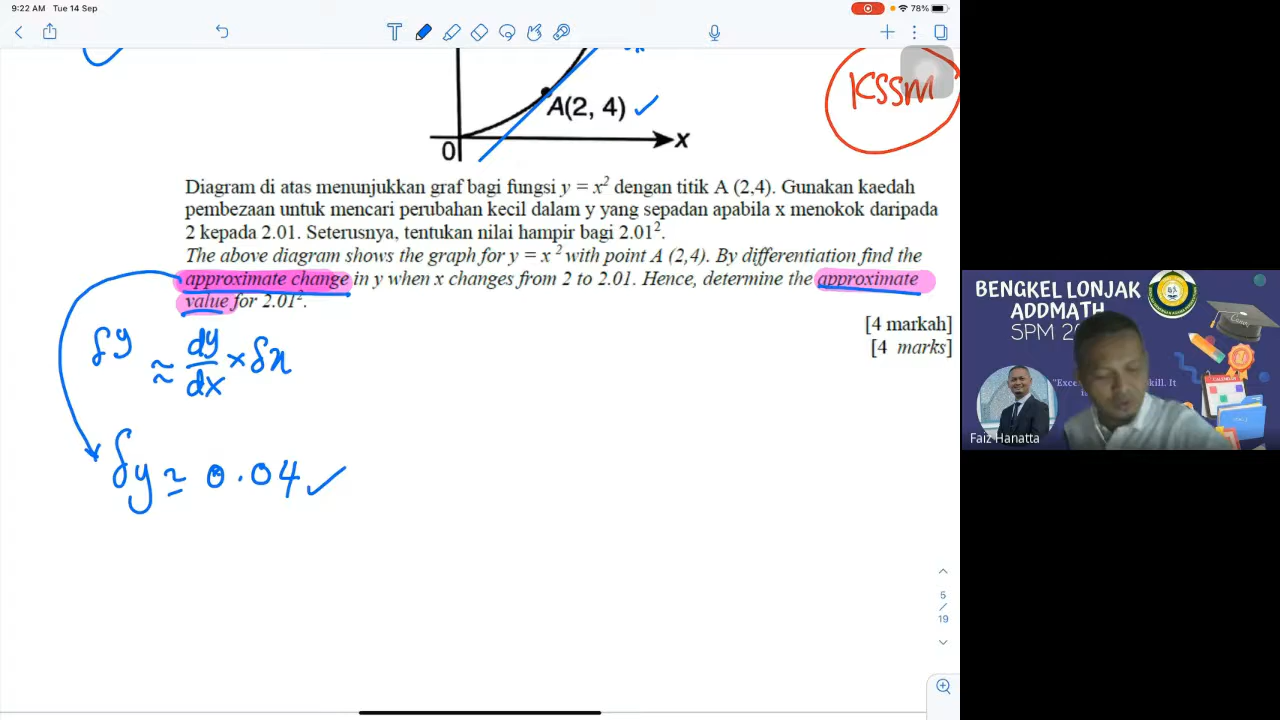 9:22 AM Tue 14 Sep
78%
KSSM
A(2, 4) ✓
0
x
Diagram di atas menunjukkan graf bagi fungsi y = x² dengan titik A (2,4). Gunakan kaedah
pembezaan untuk mencari perubahan kecil dalam y yang sepadan apabila x menokok daripada
2 kepada 2.01. Seterusnya, tentukan nilai hampir bagi 2.01².
The above diagram shows the graph for y = x² with point A (2,4). By differentiation find the
approximate change in y when x changes from 2 to 2.01. Hence, determine the approximate
value for 2.01².
[4 markah]
[4 marks]
δy ≈ dy/dx × δx
δy ≈ 0.04 ✓
5
/
19
BENGKEL LONJAK
ADDMATH
SPM 20
CALENDAR
kill. It
Faiz Hanatta